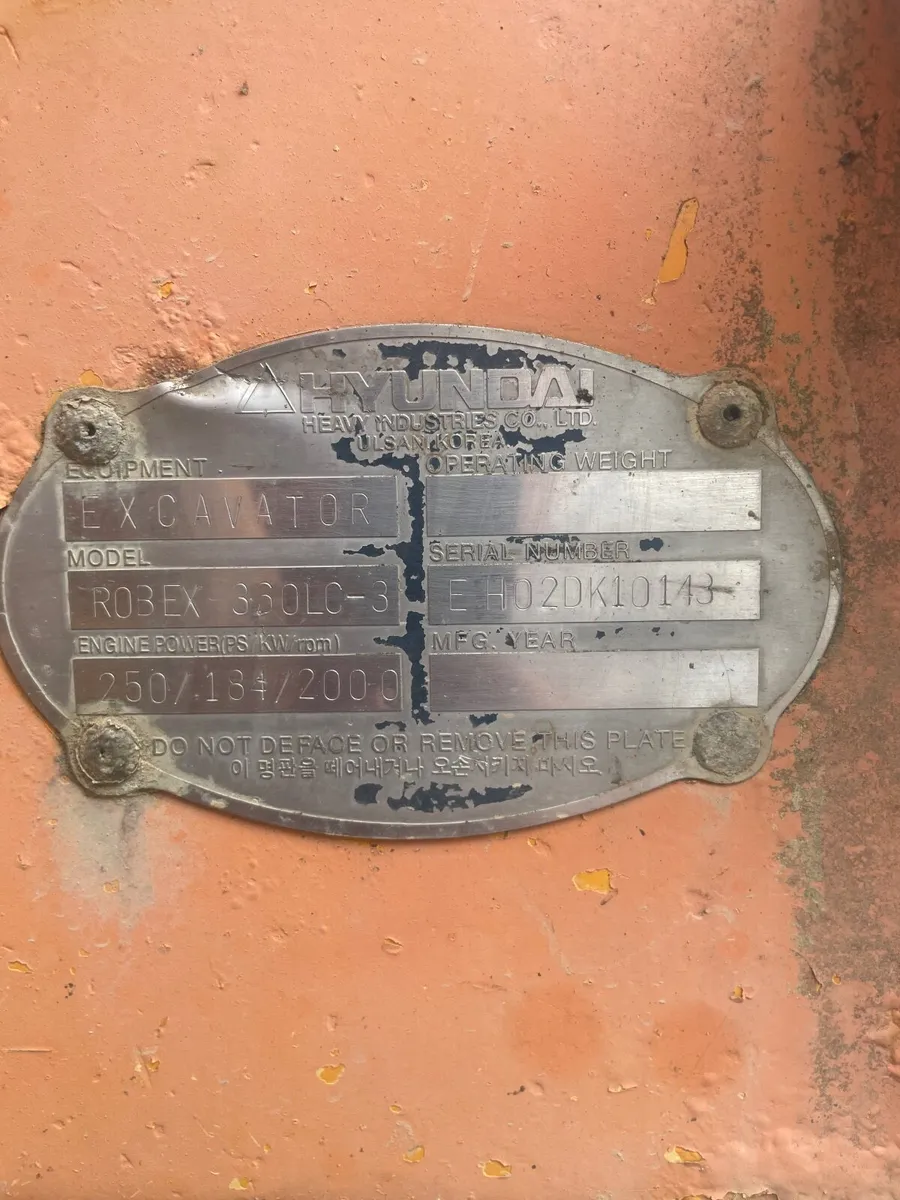 HYUNDAI
HEAVY INDUSTRIES CO., LTD.
ULSAN, KOREA
EQUIPMENT
EXCAVATOR
OPERATING WEIGHT
MODEL
ROBEX 360LC-3
SERIAL NUMBER
EH02DK10143
ENGINE POWER(PS/KW/rpm)
250/184/2000
MFG. YEAR
DO NOT DEFACE OR REMOVE THIS PLATE
이 명판을 떼어내거나 오손시키지 마시오